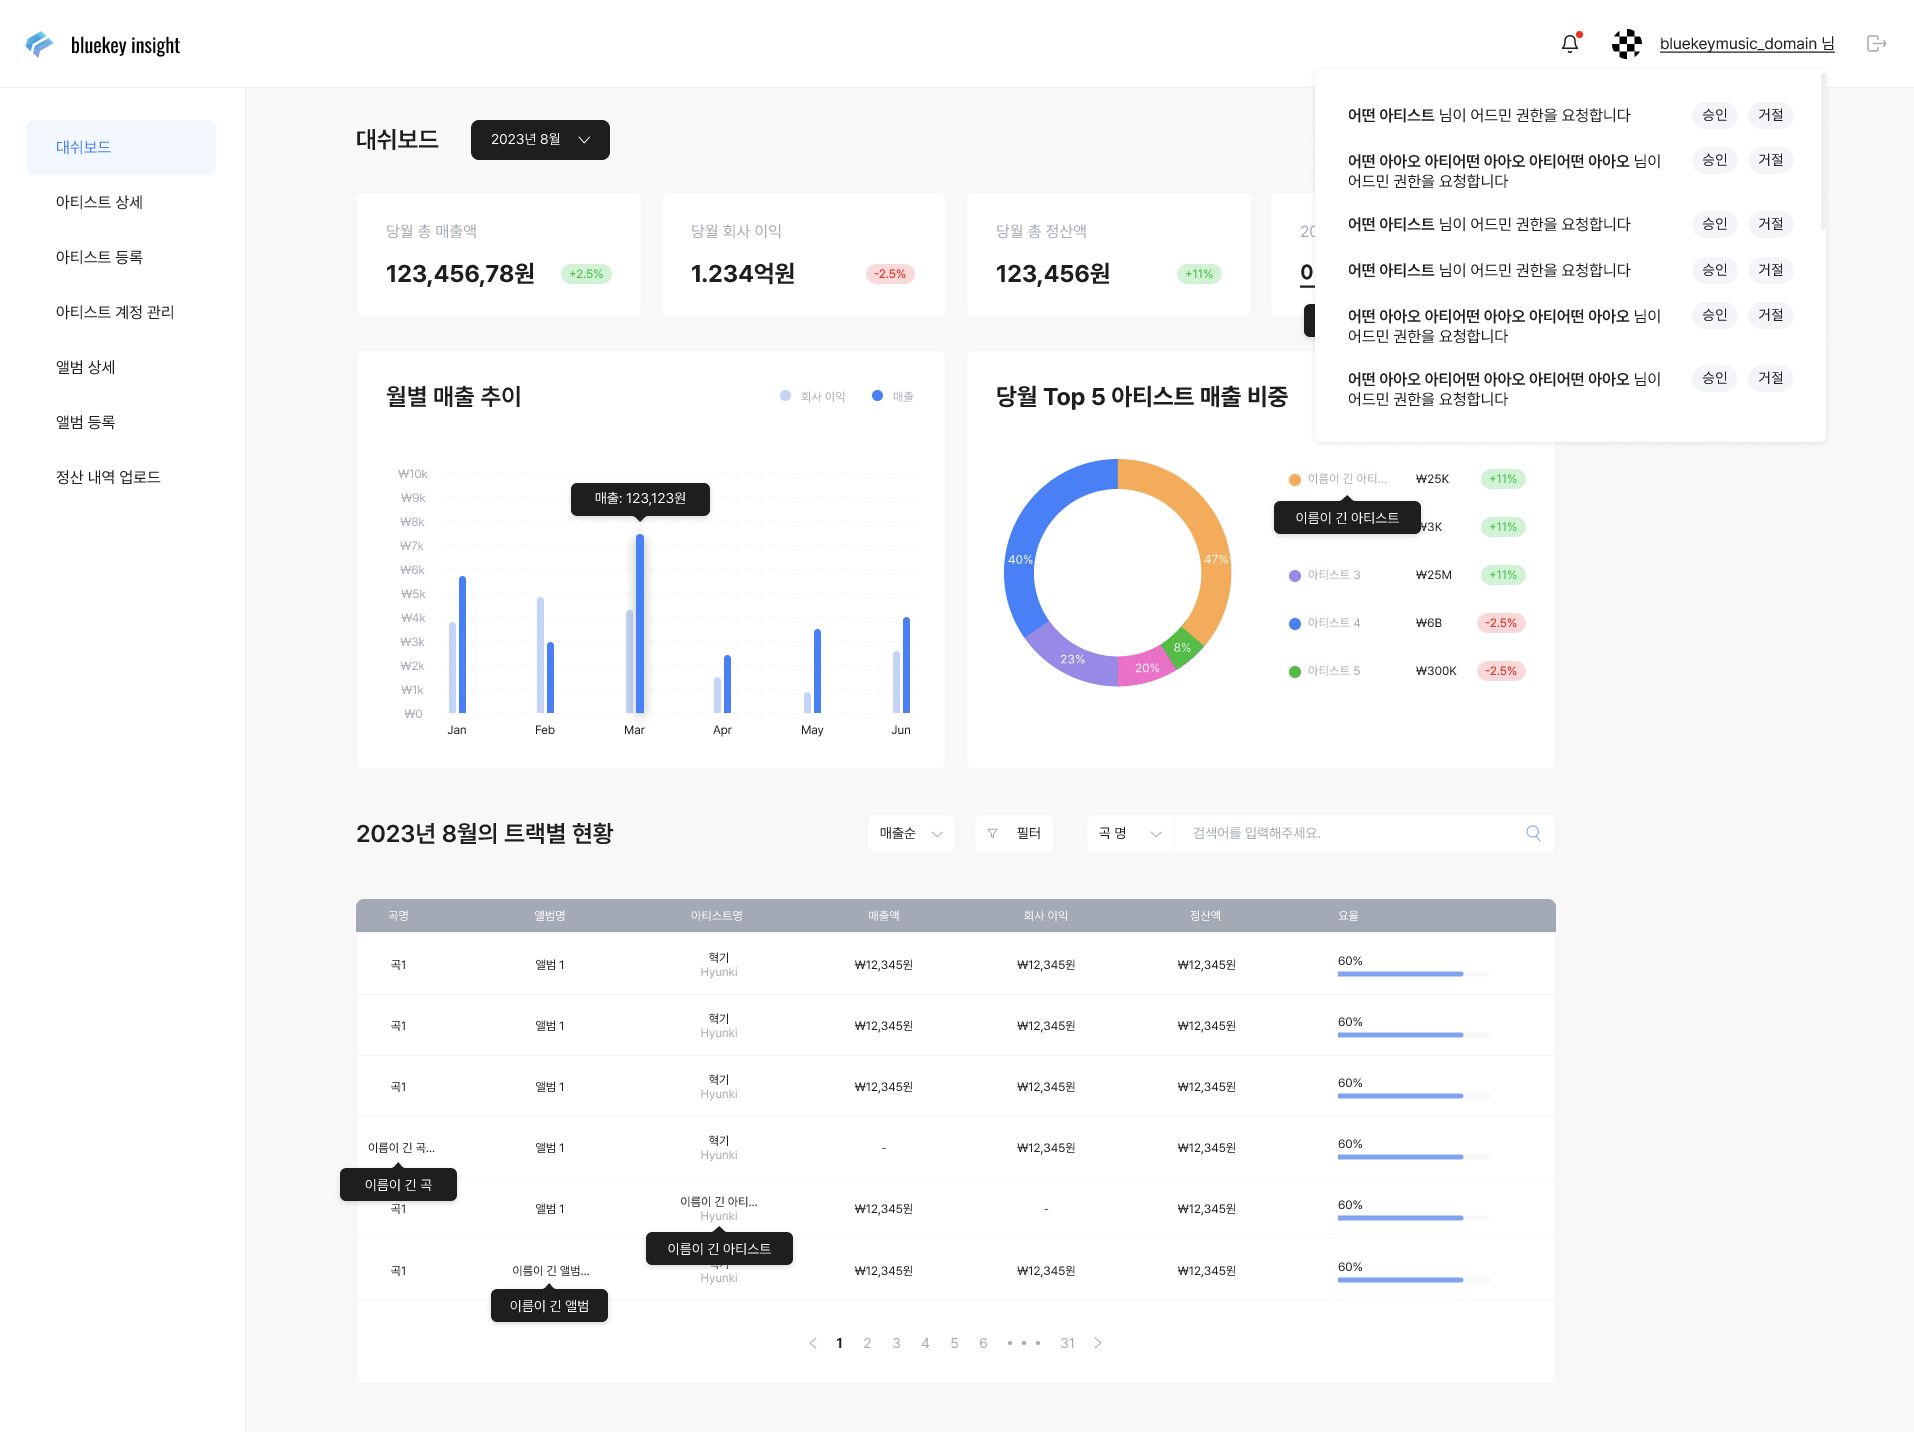 bluekey insight
bluekeymusic_domain 님
대쉬보드
아티스트 상세
아티스트 등록
아티스트 계정 관리
앨범 상세
앨범 등록
정산 내역 업로드
대쉬보드
2023년 8월
어떤 아티스트 님이 어드민 권한을 요청합니다 승인 거절
어떤 아아오 아티어떤 아아오 아티어떤 아아오 님이 승인 거절
어드민 권한을 요청합니다
어떤 아티스트 님이 어드민 권한을 요청합니다 승인 거절
어떤 아티스트 님이 어드민 권한을 요청합니다 승인 거절
어떤 아아오 아티어떤 아아오 아티어떤 아아오 님이 승인 거절
어드민 권한을 요청합니다
어떤 아아오 아티어떤 아아오 아티어떤 아아오 님이 승인 거절
어드민 권한을 요청합니다
당월 총 매출액
123,456,78원 +2.5%
당월 회사 이익
1.234억원 -2.5%
당월 총 정산액
123,456원 +11%
월별 매출 추이
회사 이익 매출
₩10k
₩9k
₩8k
₩7k
₩6k
₩5k
₩4k
₩3k
₩2k
₩1k
₩0
매출: 123,123원
Jan Feb Mar Apr May Jun
당월 Top 5 아티스트 매출 비중
40%
47%
23%
20%
8%
이름이 긴 아티... ₩25K +11%
이름이 긴 아티스트
₩3K +11%
아티스트 3 ₩25M +11%
아티스트 4 ₩6B -2.5%
아티스트 5 ₩300K -2.5%
2023년 8월의 트랙별 현황
매출순 필터 곡 명 검색어를 입력해주세요.
곡명 앨범명 아티스트명 매출액 회사 이익 정산액 요율
곡1 앨범 1 혁기 Hyunki ₩12,345원 ₩12,345원 ₩12,345원 60%
곡1 앨범 1 혁기 Hyunki ₩12,345원 ₩12,345원 ₩12,345원 60%
곡1 앨범 1 혁기 Hyunki ₩12,345원 ₩12,345원 ₩12,345원 60%
이름이 긴 곡... 앨범 1 혁기 Hyunki - ₩12,345원 ₩12,345원 60%
이름이 긴 곡
곡1 앨범 1 이름이 긴 아티... Hyunki ₩12,345원 - ₩12,345원 60%
이름이 긴 아티스트
곡1 이름이 긴 앨범... Hyunki ₩12,345원 ₩12,345원 ₩12,345원 60%
이름이 긴 앨범
1 2 3 4 5 6 • • • 31